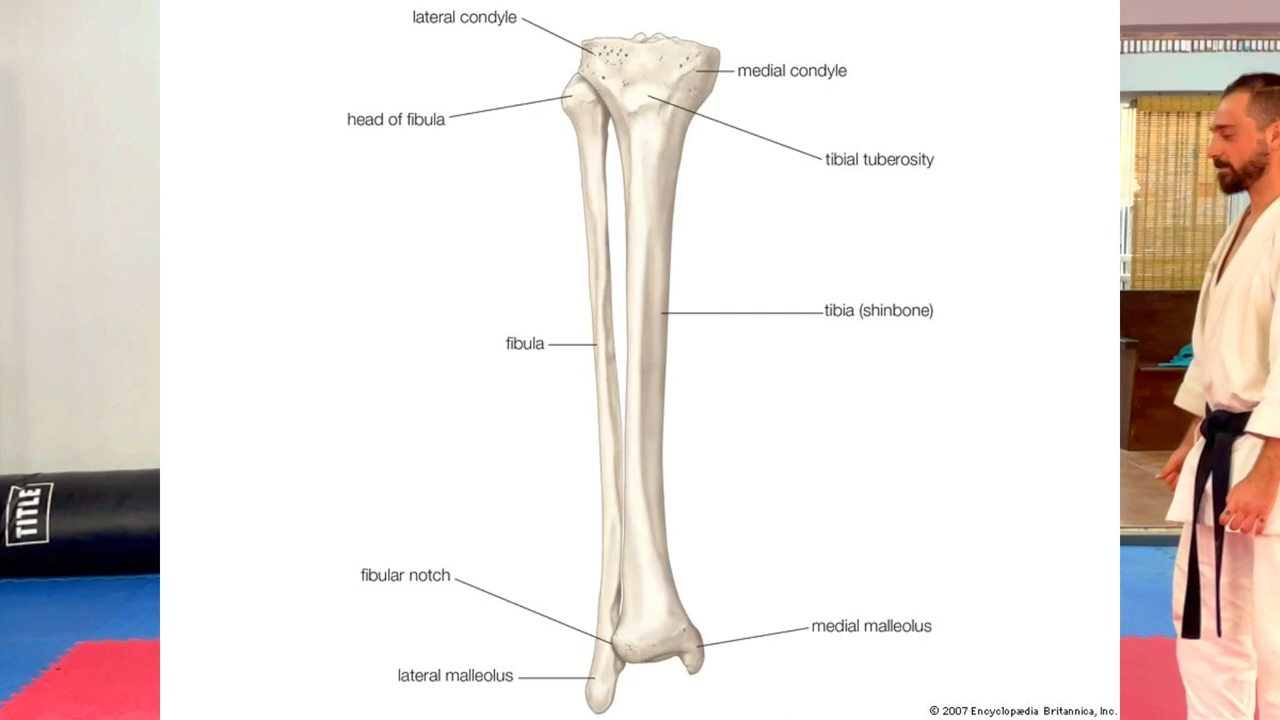 lateral condyle
medial condyle
head of fibula
tibial tuberosity
tibia (shinbone)
fibula
TITLE
fibular notch
medial malleolus
lateral malleolus
© 2007 Encyclopædia Britannica, Inc.